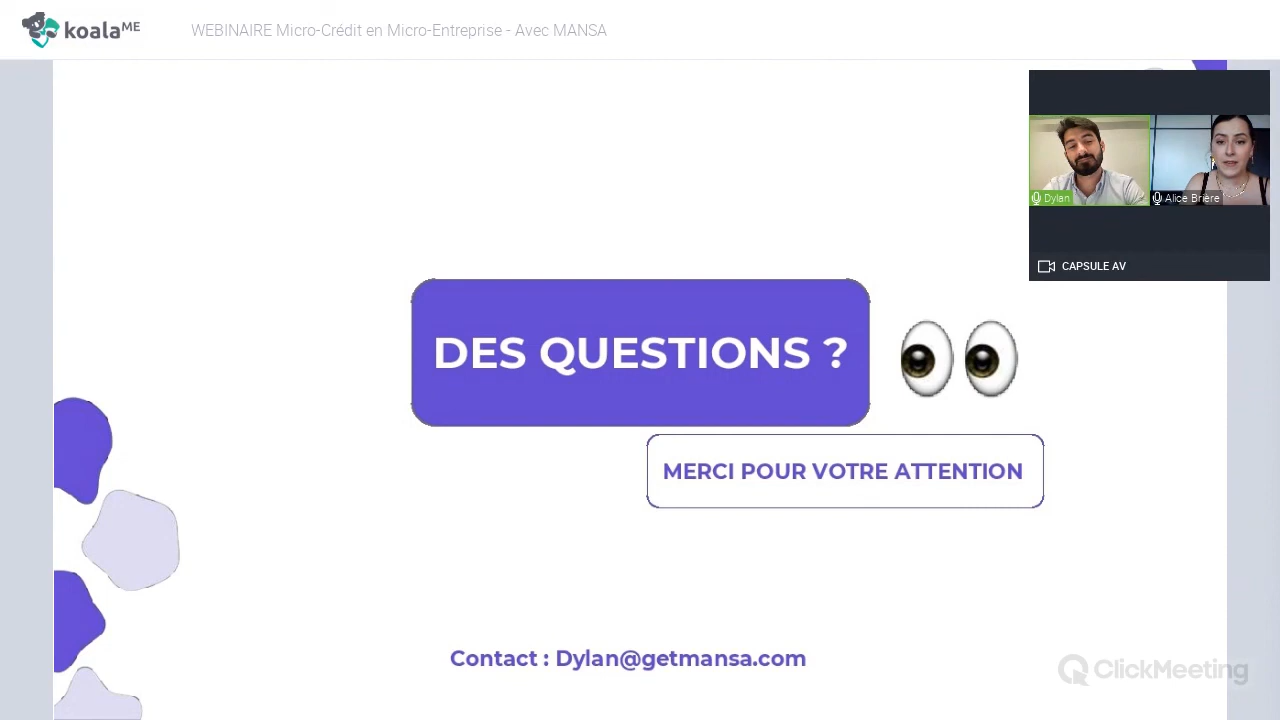 koala ME
WEBINAIRE Micro-Crédit en Micro-Entreprise - Avec MANSA
Dylan
Alice Brière
CAPSULE AV
DES QUESTIONS ?
MERCI POUR VOTRE ATTENTION
Contact : Dylan@getmansa.com
ClickMeeting